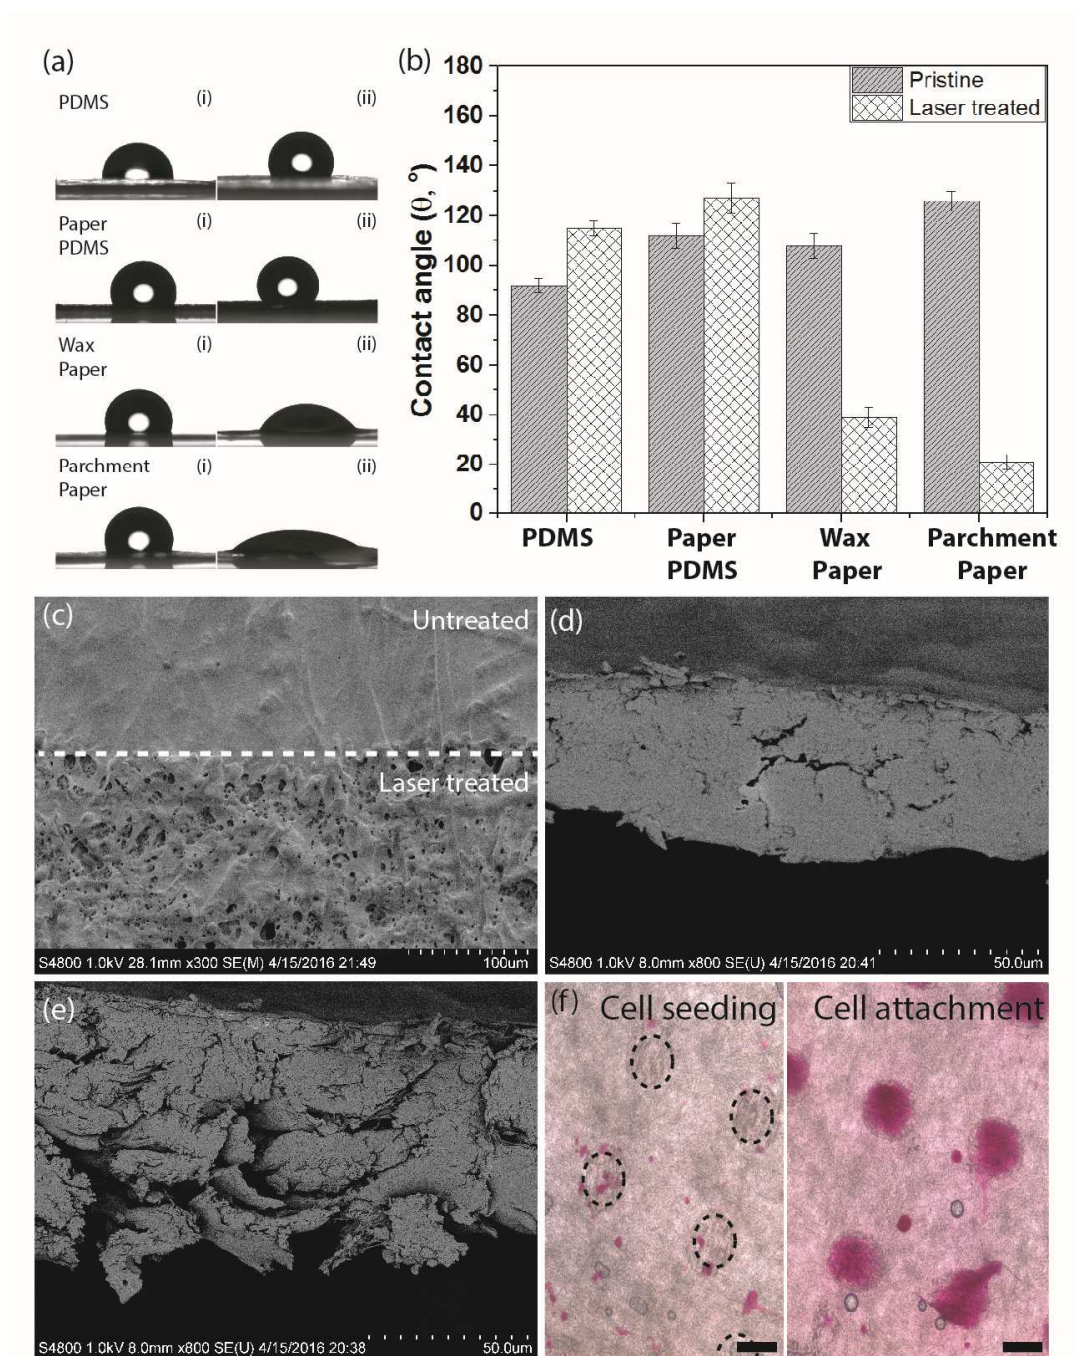 (a)
PDMS (i) (ii)
Paper (i) (ii)
PDMS
Wax (i) (ii)
Paper
Parchment (i) (ii)
Paper
(b)
180
160
140
120
100
80
60
40
20
0
Contact angle (θ, °)
Pristine
Laser treated
PDMS Paper Wax Parchment
PDMS Paper Paper
(c)
Untreated
Laser treated
S4800 1.0kV 28.1mm x300 SE(M) 4/15/2016 21:49 100um
(d)
S4800 1.0kV 8.0mm x800 SE(U) 4/15/2016 20:41 50.0um
(e)
S4800 1.0kV 8.0mm x800 SE(U) 4/15/2016 20:38 50.0um
(f) Cell seeding Cell attachment